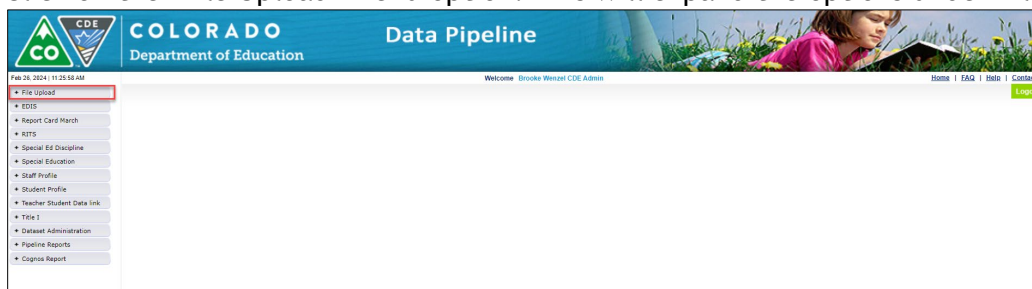 CDE
CO
COLORADO
Department of Education
Data Pipeline
Feb 26, 2024 | 11:25:58 AM
Welcome Brooke Wenzel CDE Admin
Home | FAQ | Help | Contac
Logo
+ File Upload
+ EDIS
+ Report Card March
+ RITS
+ Special Ed Discipline
+ Special Education
+ Staff Profile
+ Student Profile
+ Teacher Student Data link
+ Title I
+ Dataset Administration
+ Pipeline Reports
+ Cognos Report